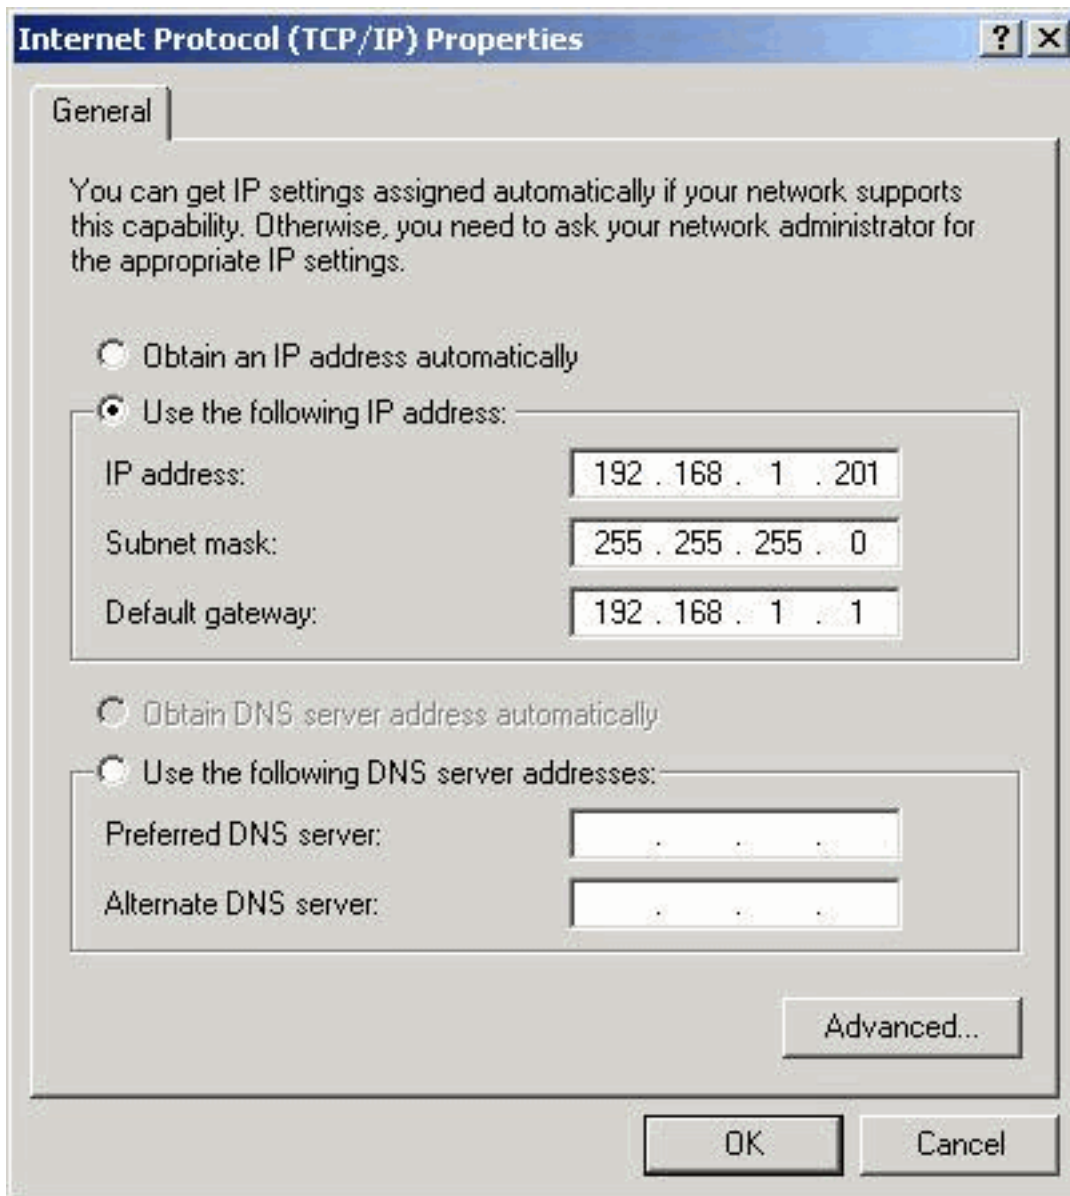 Internet Protocol (TCP/IP) Properties
General
You can get IP settings assigned automatically if your network supports
this capability. Otherwise, you need to ask your network administrator for
the appropriate IP settings.
Obtain an IP address automatically
Use the following IP address:
IP address: 192 . 168 . 1 . 201
Subnet mask: 255 . 255 . 255 . 0
Default gateway: 192 . 168 . 1 . 1
Obtain DNS server address automatically
Use the following DNS server addresses:
Preferred DNS server: . . .
Alternate DNS server: . . .
Advanced...
OK Cancel